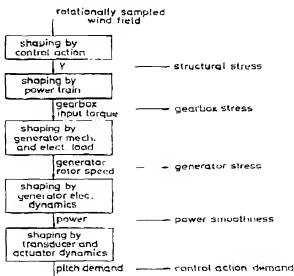 rotationally sampled
wind field
shaping by
control action
Y
structural stress
shaping by
power train
gearbox
input torque
gearbox stress
shaping by
generator mech.
and elect. load
generator
rotor speed
generator stress
shaping by
generator elec.
dynamics
power
power smoothness
shaping by
transducer and
actuator dynamics
pitch demand
control action demand